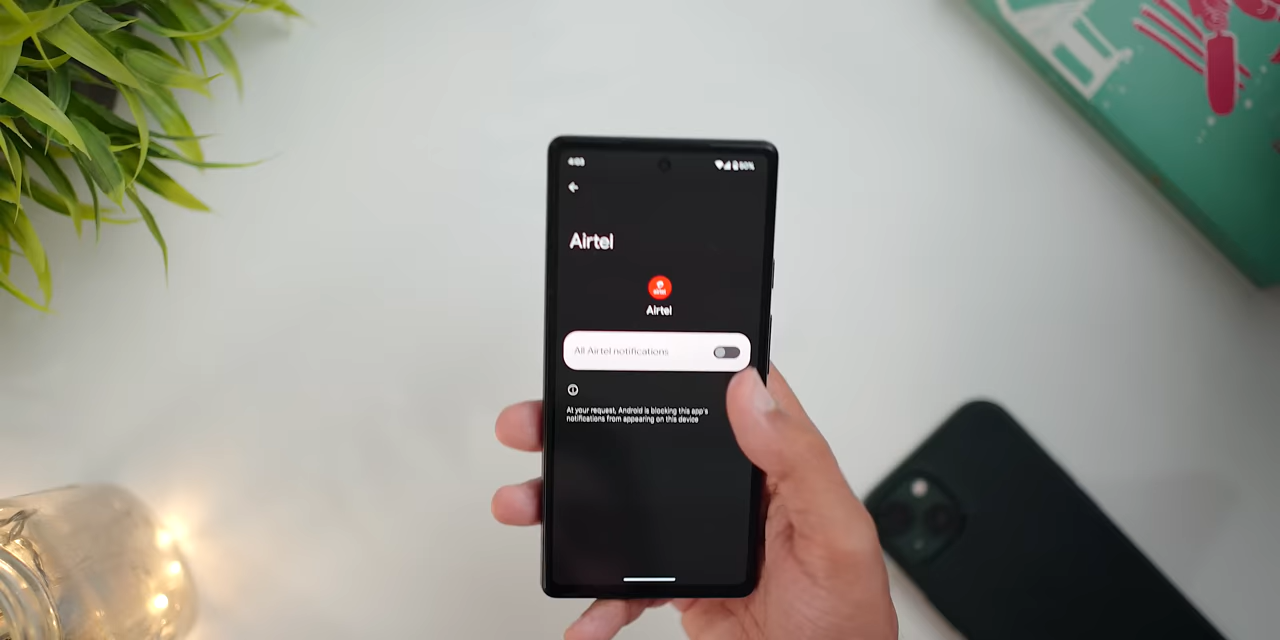 Airtel
airtel
Airtel
All Airtel notifications
At your request, Android is blocking this app's
notifications from appearing on this device